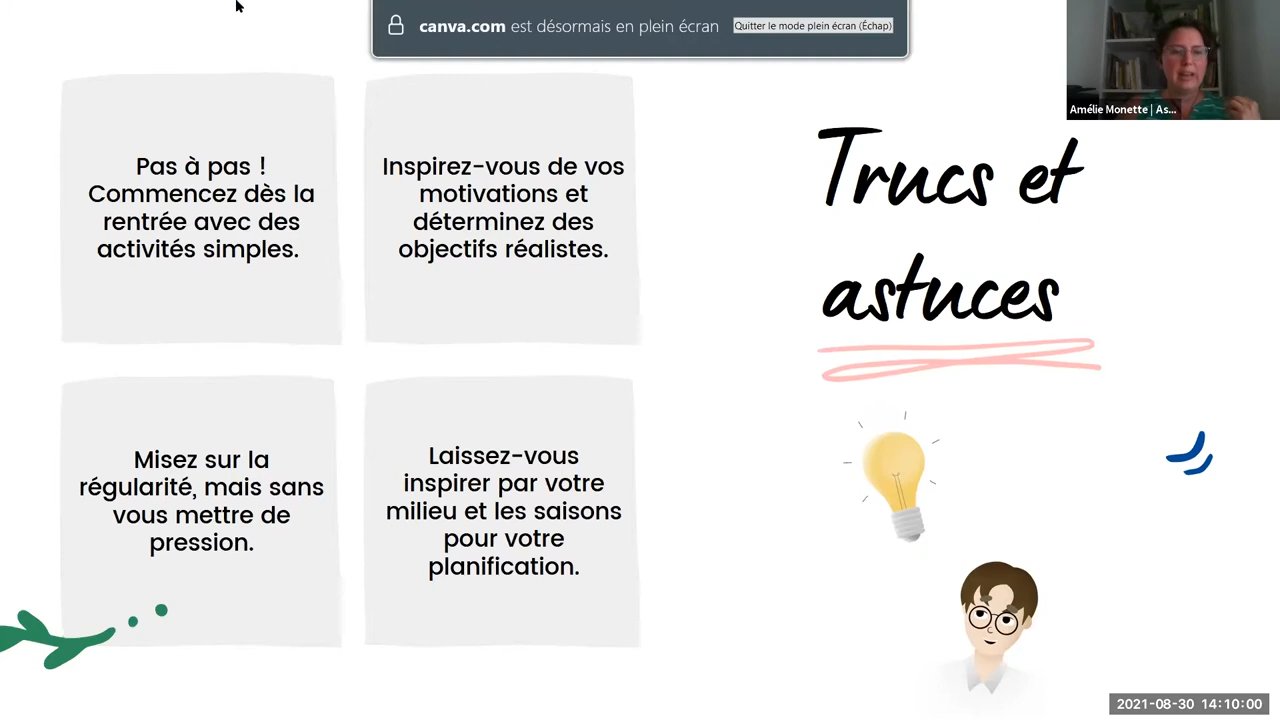 canva.com est désormais en plein écran
Quitter le mode plein écran (Échap)
Amélie Monette | As...
Pas à pas !
Commencez dès la
rentrée avec des
activités simples.
Inspirez-vous de vos
motivations et
déterminez des
objectifs réalistes.
Trucs et
astuces
Misez sur la
régularité, mais sans
vous mettre de
pression.
Laissez-vous
inspirer par votre
milieu et les saisons
pour votre
planification.
2021-08-30 14:10:00